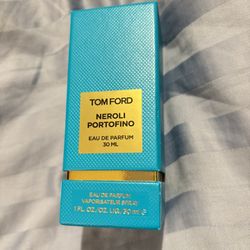 TOM FORD
NEROLI
PORTOFINO
EAU DE PARFUM
30 ML
EAU DE PARFUM
VAPORISATEUR SPRAY
1 FL. OZ./OZ. LIQ. 30 ml ℮